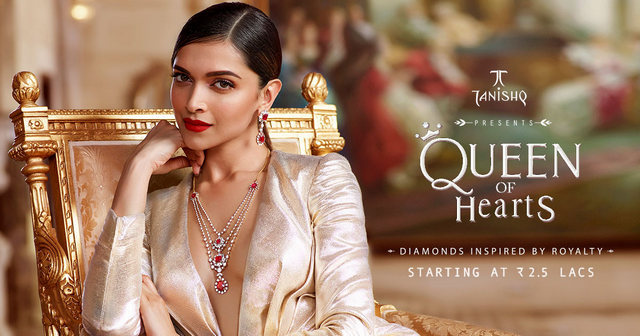 TANISHQ
PRESENTS
QUEEN
OF
HeartS
DIAMONDS INSPIRED BY ROYALTY
STARTING AT ₹ 2.5 LACS